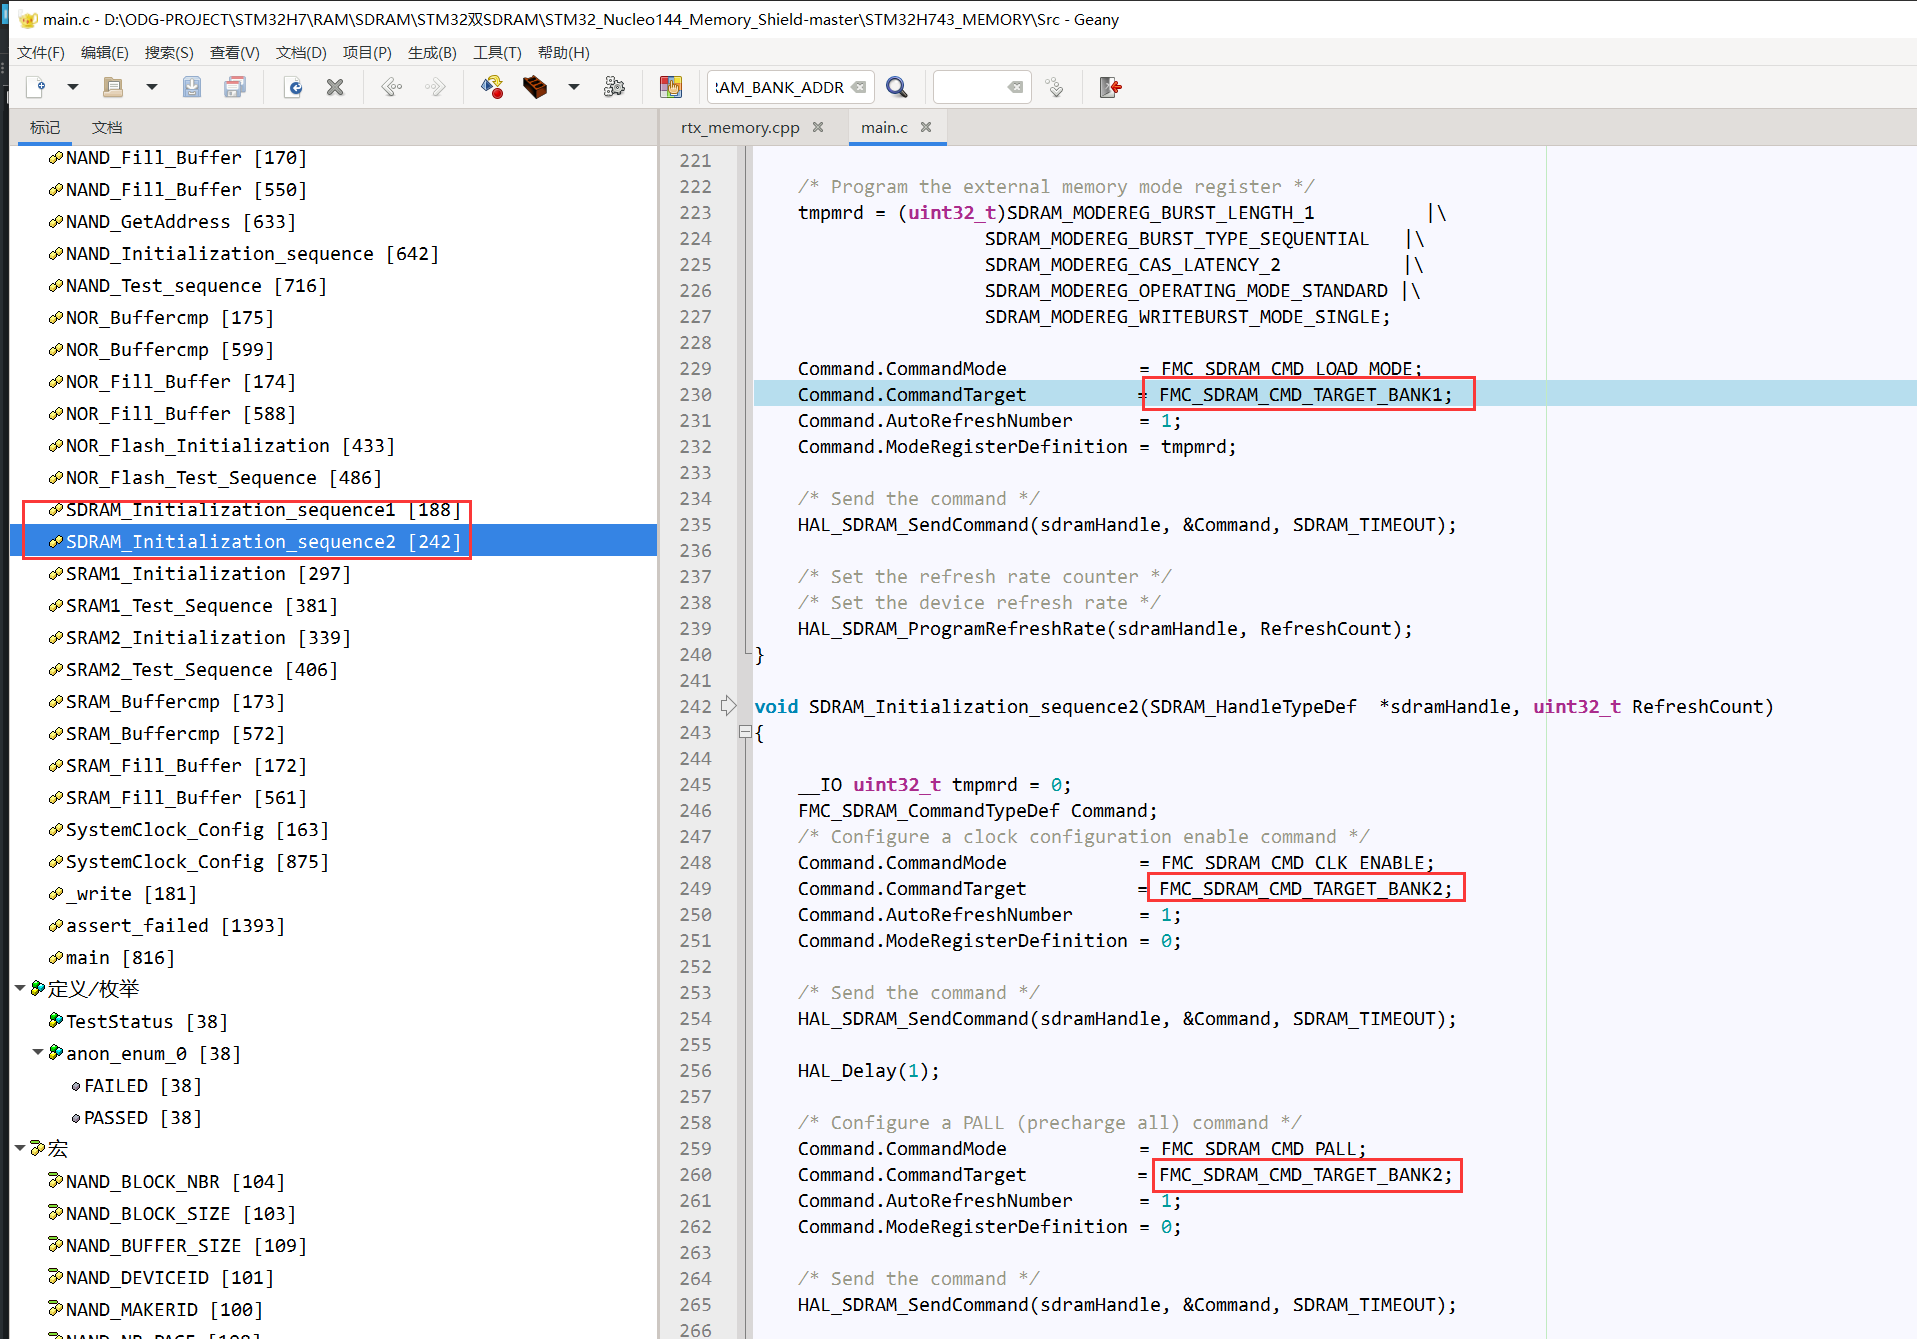 main.c - D:\ODG-PROJECT\STM32H7\RAM\SDRAM\STM32双SDRAM\STM32_Nucleo144_Memory_Shield-master\STM32H743_MEMORY\Src - Geany
文件(F) 编辑(E) 搜索(S) 查看(V) 文档(D) 项目(P) 生成(B) 工具(T) 帮助(H)
RAM_BANK_ADDR
标记 文档
NAND_Fill_Buffer [170]
NAND_Fill_Buffer [550]
NAND_GetAddress [633]
NAND_Initialization_sequence [642]
NAND_Test_sequence [716]
NOR_Buffercmp [175]
NOR_Buffercmp [599]
NOR_Fill_Buffer [174]
NOR_Fill_Buffer [588]
NOR_Flash_Initialization [433]
NOR_Flash_Test_Sequence [486]
SDRAM_Initialization_sequence1 [188]
SDRAM_Initialization_sequence2 [242]
SRAM1_Initialization [297]
SRAM1_Test_Sequence [381]
SRAM2_Initialization [339]
SRAM2_Test_Sequence [406]
SRAM_Buffercmp [173]
SRAM_Buffercmp [572]
SRAM_Fill_Buffer [172]
SRAM_Fill_Buffer [561]
SystemClock_Config [163]
SystemClock_Config [875]
_write [181]
assert_failed [1393]
main [816]
定义/枚举
TestStatus [38]
anon_enum_0 [38]
FAILED [38]
PASSED [38]
宏
NAND_BLOCK_NBR [104]
NAND_BLOCK_SIZE [103]
NAND_BUFFER_SIZE [109]
NAND_DEVICEID [101]
NAND_MAKERID [100]
rtx_memory.cpp main.c
221
222 /* Program the external memory mode register */
223 tmpmrd = (uint32_t)SDRAM_MODEREG_BURST_LENGTH_1 |\
224 SDRAM_MODEREG_BURST_TYPE_SEQUENTIAL |\
225 SDRAM_MODEREG_CAS_LATENCY_2 |\
226 SDRAM_MODEREG_OPERATING_MODE_STANDARD |\
227 SDRAM_MODEREG_WRITEBURST_MODE_SINGLE;
228
229 Command.CommandMode = FMC_SDRAM_CMD_LOAD_MODE;
230 Command.CommandTarget = FMC_SDRAM_CMD_TARGET_BANK1;
231 Command.AutoRefreshNumber = 1;
232 Command.ModeRegisterDefinition = tmpmrd;
233
234 /* Send the command */
235 HAL_SDRAM_SendCommand(sdramHandle, &Command, SDRAM_TIMEOUT);
236
237 /* Set the refresh rate counter */
238 /* Set the device refresh rate */
239 HAL_SDRAM_ProgramRefreshRate(sdramHandle, RefreshCount);
240 }
241
242 void SDRAM_Initialization_sequence2(SDRAM_HandleTypeDef *sdramHandle, uint32_t RefreshCount)
243 {
244
245 __IO uint32_t tmpmrd = 0;
246 FMC_SDRAM_CommandTypeDef Command;
247 /* Configure a clock configuration enable command */
248 Command.CommandMode = FMC_SDRAM_CMD_CLK_ENABLE;
249 Command.CommandTarget = FMC_SDRAM_CMD_TARGET_BANK2;
250 Command.AutoRefreshNumber = 1;
251 Command.ModeRegisterDefinition = 0;
252
253 /* Send the command */
254 HAL_SDRAM_SendCommand(sdramHandle, &Command, SDRAM_TIMEOUT);
255
256 HAL_Delay(1);
257
258 /* Configure a PALL (precharge all) command */
259 Command.CommandMode = FMC_SDRAM_CMD_PALL;
260 Command.CommandTarget = FMC_SDRAM_CMD_TARGET_BANK2;
261 Command.AutoRefreshNumber = 1;
262 Command.ModeRegisterDefinition = 0;
263
264 /* Send the command */
265 HAL_SDRAM_SendCommand(sdramHandle, &Command, SDRAM_TIMEOUT);
266